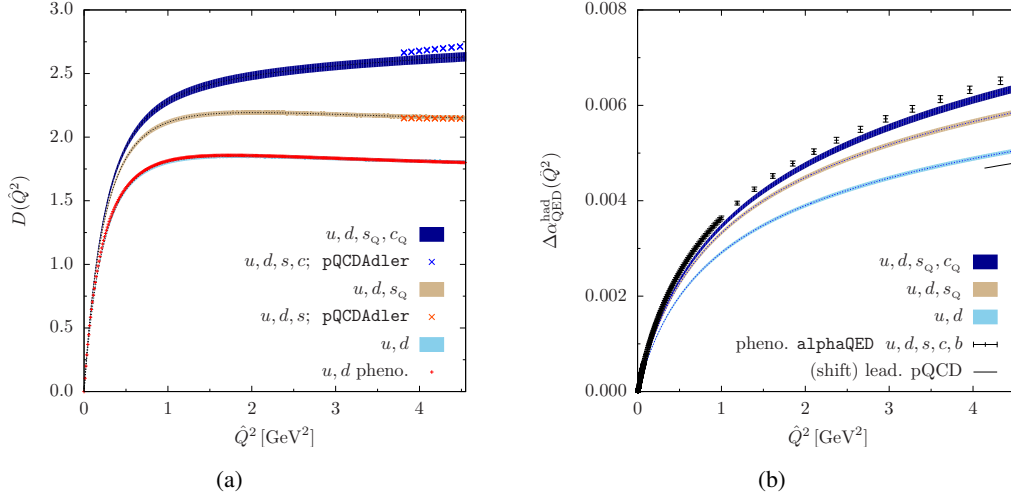 3.0
2.5
2.0
1.5
1.0
0.5
0.0
D(Q̂²)
0 1 2 3 4
Q̂² [GeV²]
u, d, s_Q, c_Q
u, d, s, c; pQCDAdler
u, d, s_Q
u, d, s; pQCDAdler
u, d
u, d pheno.
(a)
0.008
0.006
0.004
0.002
0.000
Δα^had_QED(Q̂²)
0 1 2 3 4
Q̂² [GeV²]
u, d, s_Q, c_Q
u, d, s_Q
u, d
pheno. alphaQED u, d, s, c, b
(shift) lead. pQCD
(b)